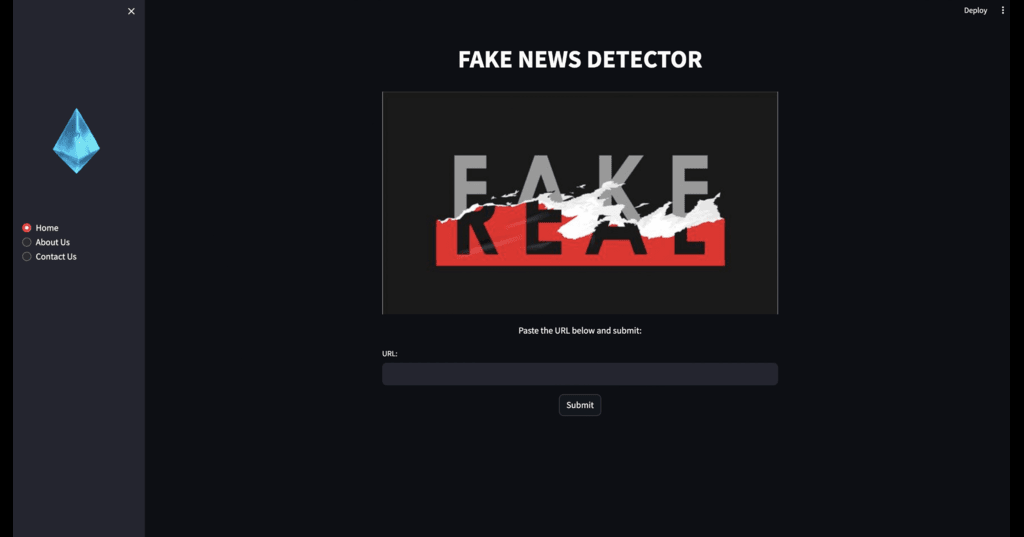 Deploy
FAKE NEWS DETECTOR
FAKE
REAL
Home
About Us
Contact Us
Paste the URL below and submit:
URL:
Submit